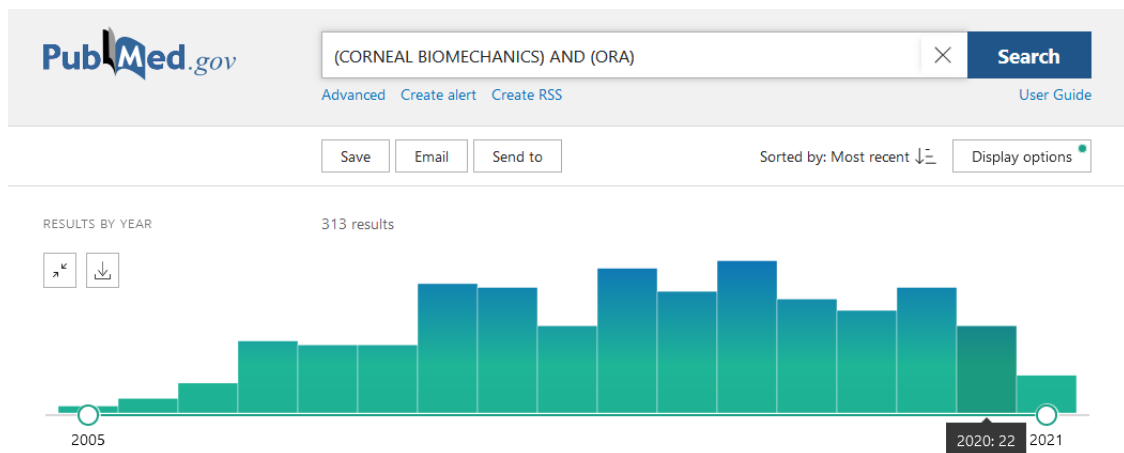 PubMed.gov
(CORNEAL BIOMECHANICS) AND (ORA)
Search
Advanced Create alert Create RSS
User Guide
Save Email Send to
Sorted by: Most recent
Display options
RESULTS BY YEAR
313 results
2005
2020: 22
2021